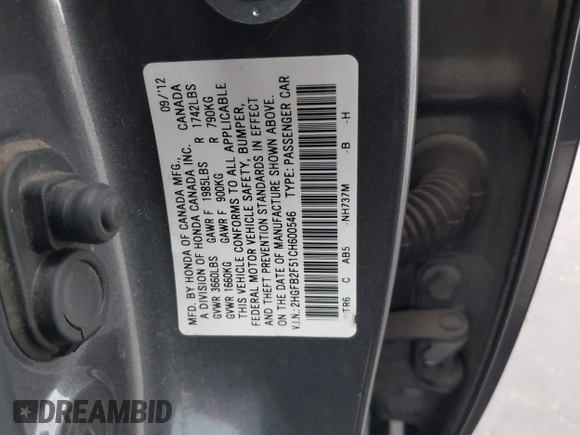 MFD. BY HONDA OF CANADA MFG., 09/12
A DIVISION OF HONDA CANADA INC. CANADA
GVWR 3660LBS GAWR F 1985LBS R 1742LBS
GVWR 1660KG GAWR F 900KG R 790KG
THIS VEHICLE CONFORMS TO ALL APPLICABLE
FEDERAL MOTOR VEHICLE SAFETY, BUMPER,
AND THEFT PREVENTION STANDARDS IN EFFECT
ON THE DATE OF MANUFACTURE SHOWN ABOVE.
V.I.N.: 2HGFB2F51CH600546 TYPE: PASSENGER CAR
TR6 C AB5 -NH737M -B -H
DREAMBID